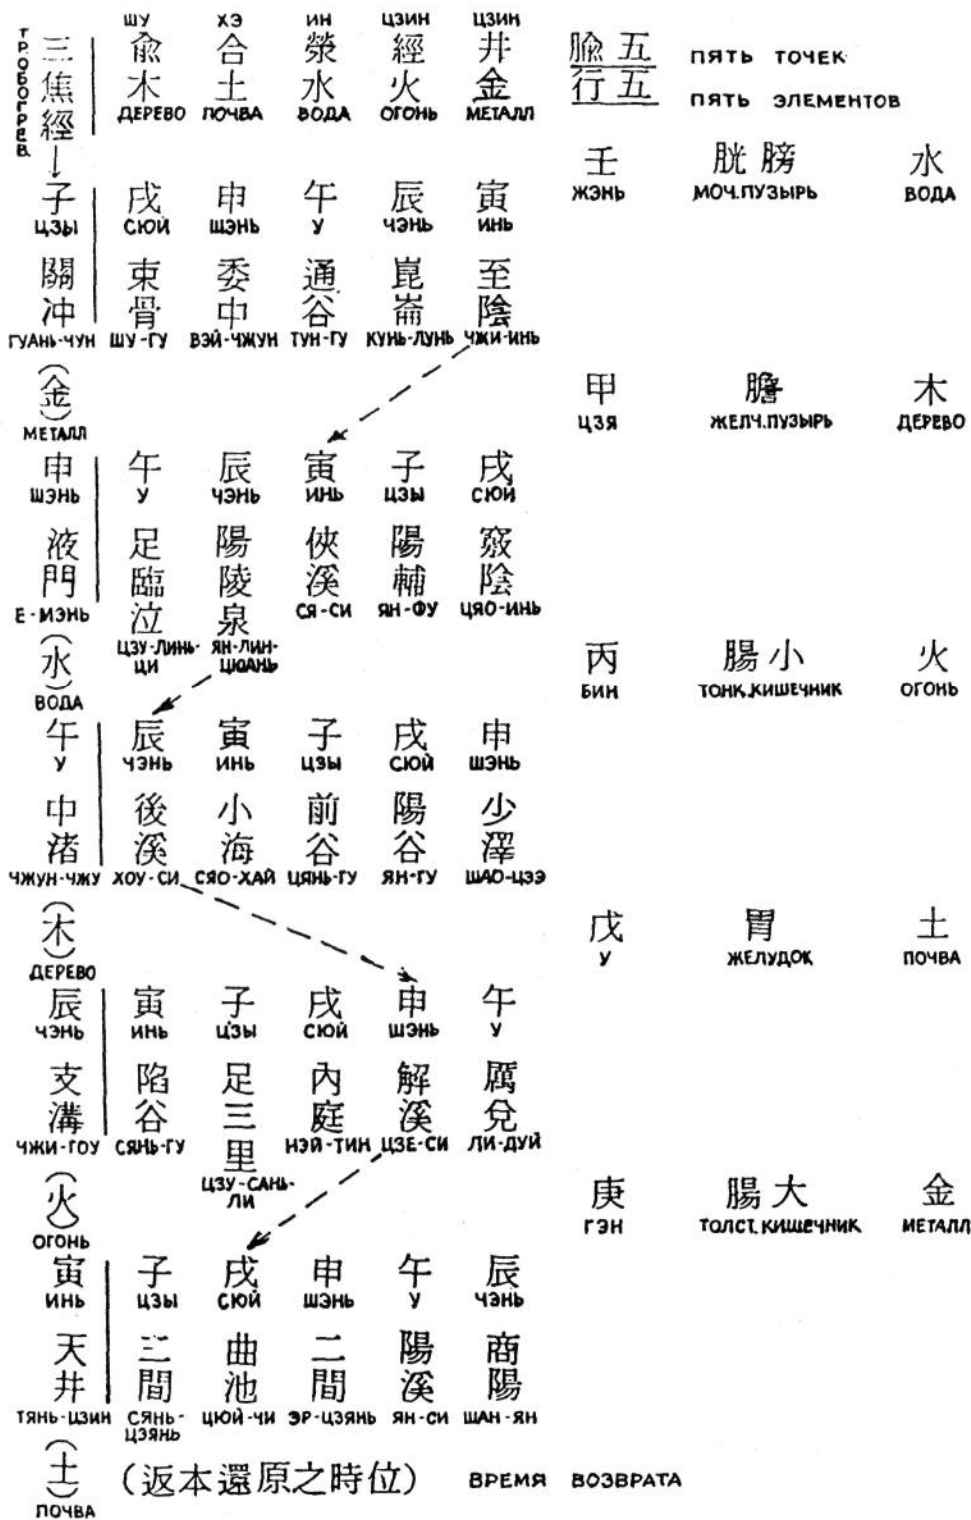 ШУ ХЭ ИН ЦЗИН ЦЗИН
ТРОБОГРЕВ
三 兪 合 滎 經 井 腧 五 ПЯТЬ ТОЧЕК
焦 木 土 水 火 金 行 五 ПЯТЬ ЭЛЕМЕНТОВ
經 ДЕРЕВО ПОЧВА ВОДА ОГОНЬ МЕТАЛЛ
壬 胱 膀 水
ЖЭНЬ МОЧ.ПУЗЫРЬ ВОДА
子 戌 申 午 辰 寅
ЦЗЫ СЮЙ ШЭНЬ У ЧЭНЬ ИНЬ
關 束 委 通 崑 至
冲 骨 中 谷 崙 陰
ГУАНЬ-ЧУН ШУ-ГУ ВЭЙ-ЧЖУН ТУН-ГУ КУНЬ-ЛУНЬ ЧЖИ-ИНЬ
(金) 甲 膽 木
МЕТАЛЛ ЦЗЯ ЖЕЛЧ.ПУЗЫРЬ ДЕРЕВО
申 午 辰 寅 子 戌
ШЭНЬ У ЧЭНЬ ИНЬ ЦЗЫ СЮЙ
液 足 陽 俠 陽 竅
門 臨 陵 溪 輔 陰
Е-МЭНЬ СЯ-СИ ЯН-ФУ ЦЯО-ИНЬ
泣 泉
ЦЗУ-ЛИНЬ- ЯН-ЛИН-
ЦИ ЦЮАНЬ
(水) 丙 腸 小 火
ВОДА БИН ТОНК.КИШЕЧНИК ОГОНЬ
午 辰 寅 子 戌 申
У ЧЭНЬ ИНЬ ЦЗЫ СЮЙ ШЭНЬ
中 後 小 前 陽 少
渚 溪 海 谷 谷 澤
ЧЖУН-ЧЖУ ХОУ-СИ СЯО-ХАЙ ЦЯНЬ-ГУ ЯН-ГУ ШАО-ЦЗЭ
(木) 戊 胃 土
ДЕРЕВО У ЖЕЛУДОК ПОЧВА
辰 寅 子 戌 申 午
ЧЭНЬ ИНЬ ЦЗЫ СЮЙ ШЭНЬ У
支 陷 足 內 解 厲
溝 谷 三 庭 溪 兌
ЧЖИ-ГОУ СЯНЬ-ГУ НЭЙ-ТИН ЦЗЕ-СИ ЛИ-ДУЙ
里
ЦЗУ-САНЬ-
ЛИ
(火) 庚 腸 大 金
ОГОНЬ ГЭН ТОЛСТ.КИШЕЧНИК МЕТАЛЛ
寅 子 戌 申 午 辰
ИНЬ ЦЗЫ СЮЙ ШЭНЬ У ЧЭНЬ
天 三 曲 二 陽 商
井 間 池 間 溪 陽
ТЯНЬ-ЦЗИН СЯНЬ- ЦЮЙ-ЧИ ЭР-ЦЗЯНЬ ЯН-СИ ШАН-ЯН
ЦЗЯНЬ
(土) (返本還原之時位) ВРЕМЯ ВОЗВРАТА
ПОЧВА